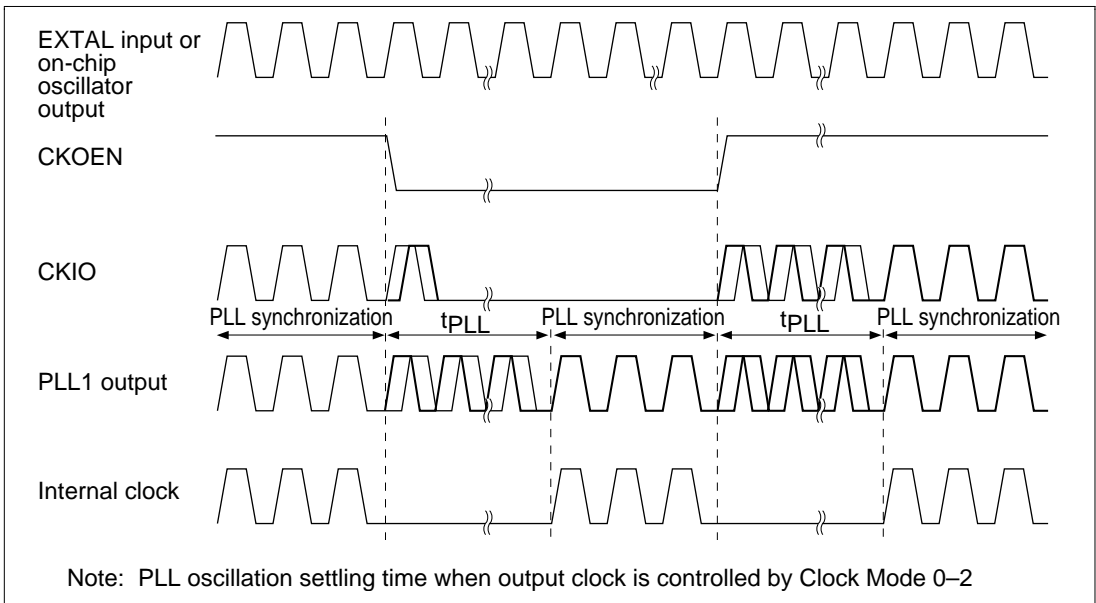 EXTAL input or
on-chip
oscillator
output
CKOEN
CKIO
PLL synchronization tPLL PLL synchronization tPLL PLL synchronization
PLL1 output
Internal clock
Note: PLL oscillation settling time when output clock is controlled by Clock Mode 0–2